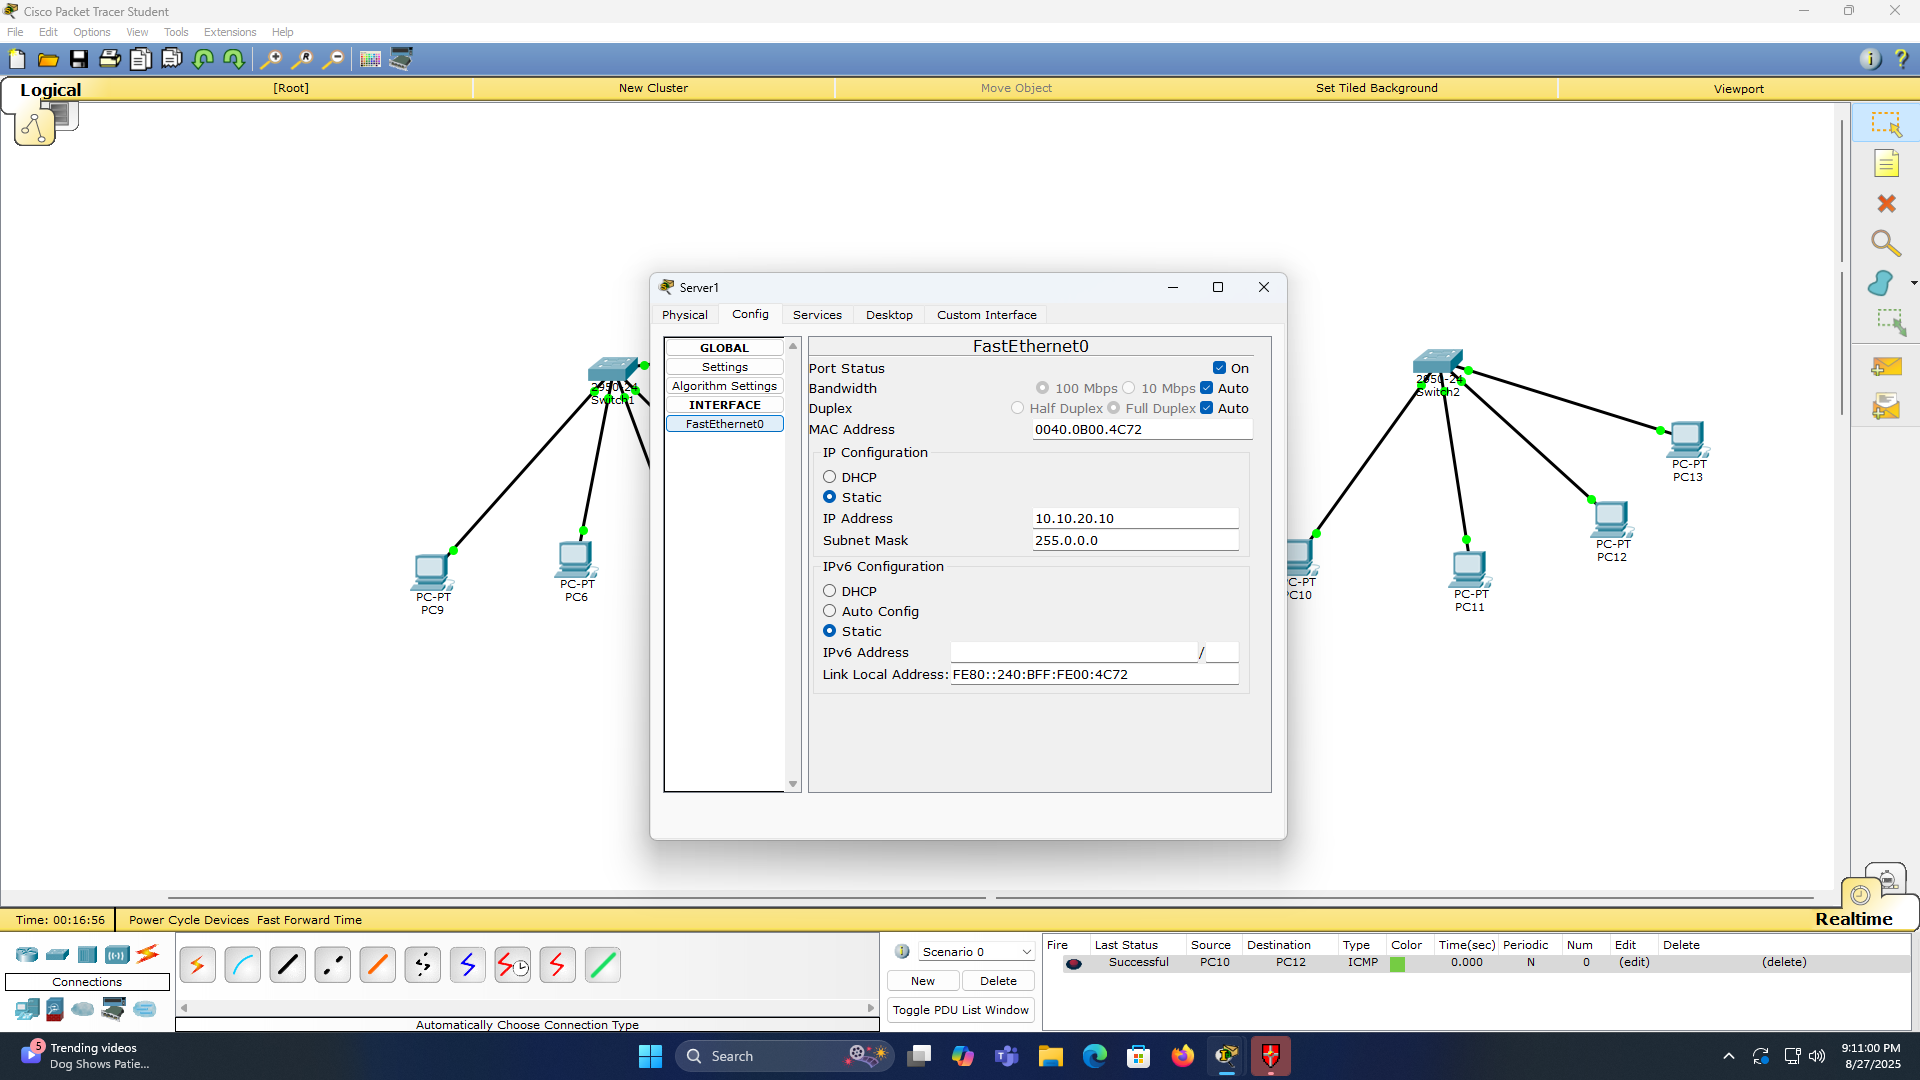 Cisco Packet Tracer Student
File Edit Options View Tools Extensions Help
Logical [Root] New Cluster Move Object Set Tiled Background Viewport
Server1
Physical Config Services Desktop Custom Interface
GLOBAL
Settings
Algorithm Settings
INTERFACE
FastEthernet0
FastEthernet0
Port Status On
Bandwidth 100 Mbps 10 Mbps Auto
Duplex Half Duplex Full Duplex Auto
MAC Address 0040.0B00.4C72
IP Configuration
DHCP
Static
IP Address 10.10.20.10
Subnet Mask 255.0.0.0
IPv6 Configuration
DHCP
Auto Config
Static
IPv6 Address /
Link Local Address: FE80::240:BFF:FE00:4C72
2950-24
Switch1
PC-PT
PC9
PC-PT
PC6
2950-24
Switch2
PC-PT
PC13
PC-PT
PC12
PC-PT
PC11
C-PT
C10
Time: 00:16:56 Power Cycle Devices Fast Forward Time
Realtime
Connections
Automatically Choose Connection Type
Scenario 0
New Delete
Toggle PDU List Window
Fire Last Status Source Destination Type Color Time(sec) Periodic Num Edit Delete
Successful PC10 PC12 ICMP 0.000 N 0 (edit) (delete)
5
Trending videos
Dog Shows Patie...
Search
9:11:00 PM
8/27/2025